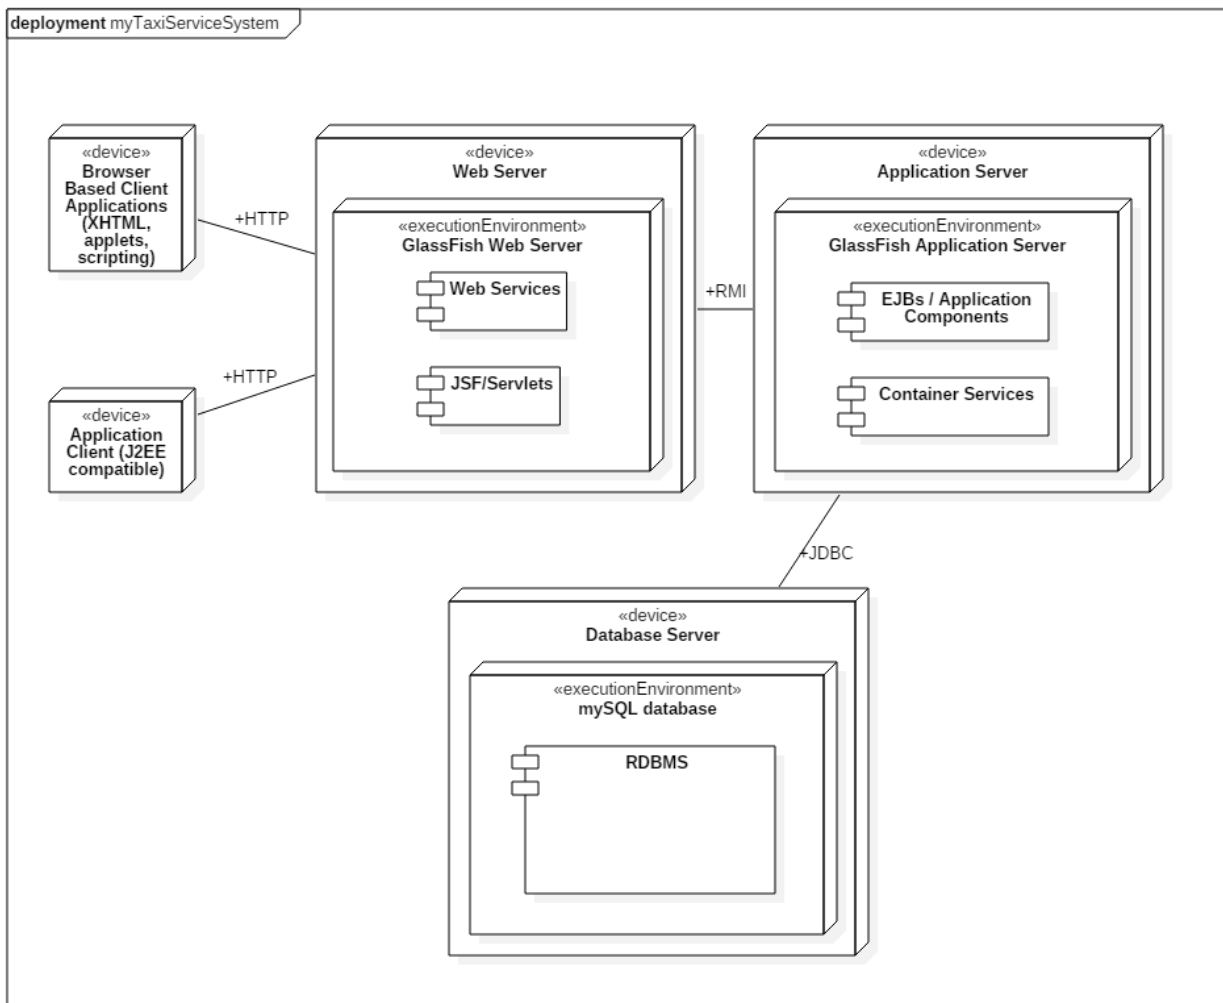 deployment myTaxiServiceSystem
«device»
Browser
Based Client
Applications
(XHTML,
applets,
scripting)
+HTTP
«device»
Application
Client (J2EE
compatible)
+HTTP
«device»
Web Server
«executionEnvironment»
GlassFish Web Server
Web Services
JSF/Servlets
+RMI
«device»
Application Server
«executionEnvironment»
GlassFish Application Server
EJBs / Application
Components
Container Services
+JDBC
«device»
Database Server
«executionEnvironment»
mySQL database
RDBMS